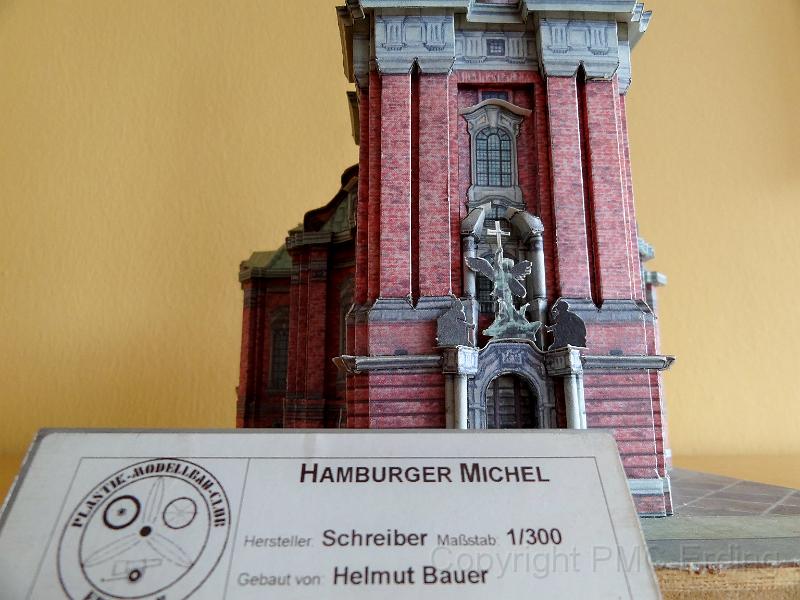 HAMBURGER MICHEL
PLASTIK-MODELLBAU-CLUB
Hersteller: Schreiber Maßstab: 1/300
Gebaut von: Helmut Bauer
Copyright PMC Erding